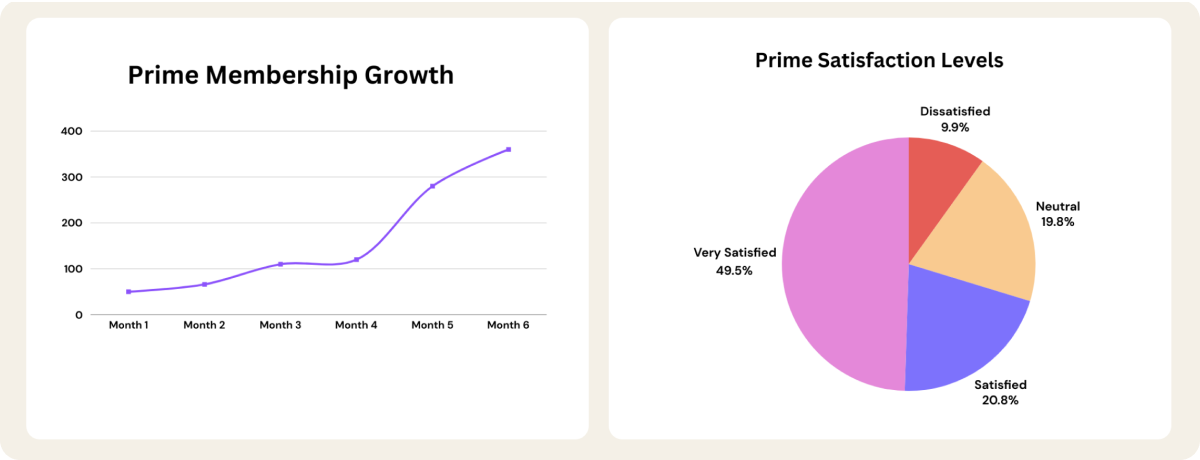 Prime Membership Growth
400
300
200
100
0
Month 1 Month 2 Month 3 Month 4 Month 5 Month 6
Prime Satisfaction Levels
Dissatisfied
9.9%
Neutral
19.8%
Very Satisfied
49.5%
Satisfied
20.8%